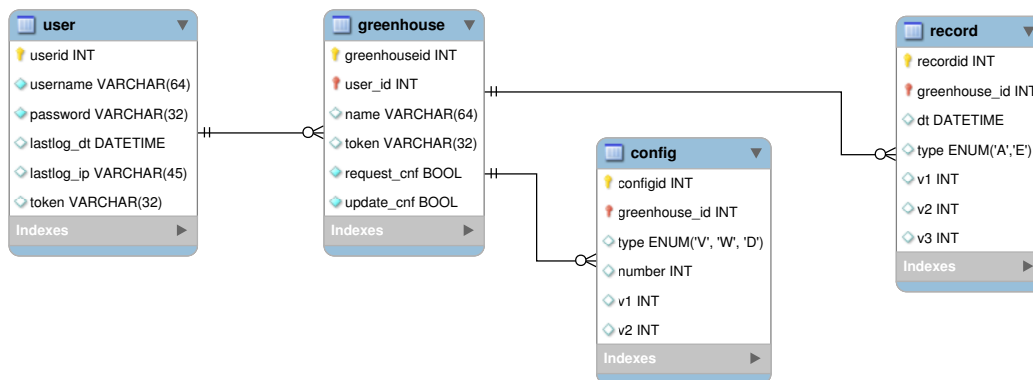 user
userid INT
username VARCHAR(64)
password VARCHAR(32)
lastlog_dt DATETIME
lastlog_ip VARCHAR(45)
token VARCHAR(32)
Indexes
greenhouse
greenhouseid INT
user_id INT
name VARCHAR(64)
token VARCHAR(32)
request_cnf BOOL
update_cnf BOOL
Indexes
config
configid INT
greenhouse_id INT
type ENUM('V', 'W', 'D')
number INT
v1 INT
v2 INT
Indexes
record
recordid INT
greenhouse_id INT
dt DATETIME
type ENUM('A','E')
v1 INT
v2 INT
v3 INT
Indexes